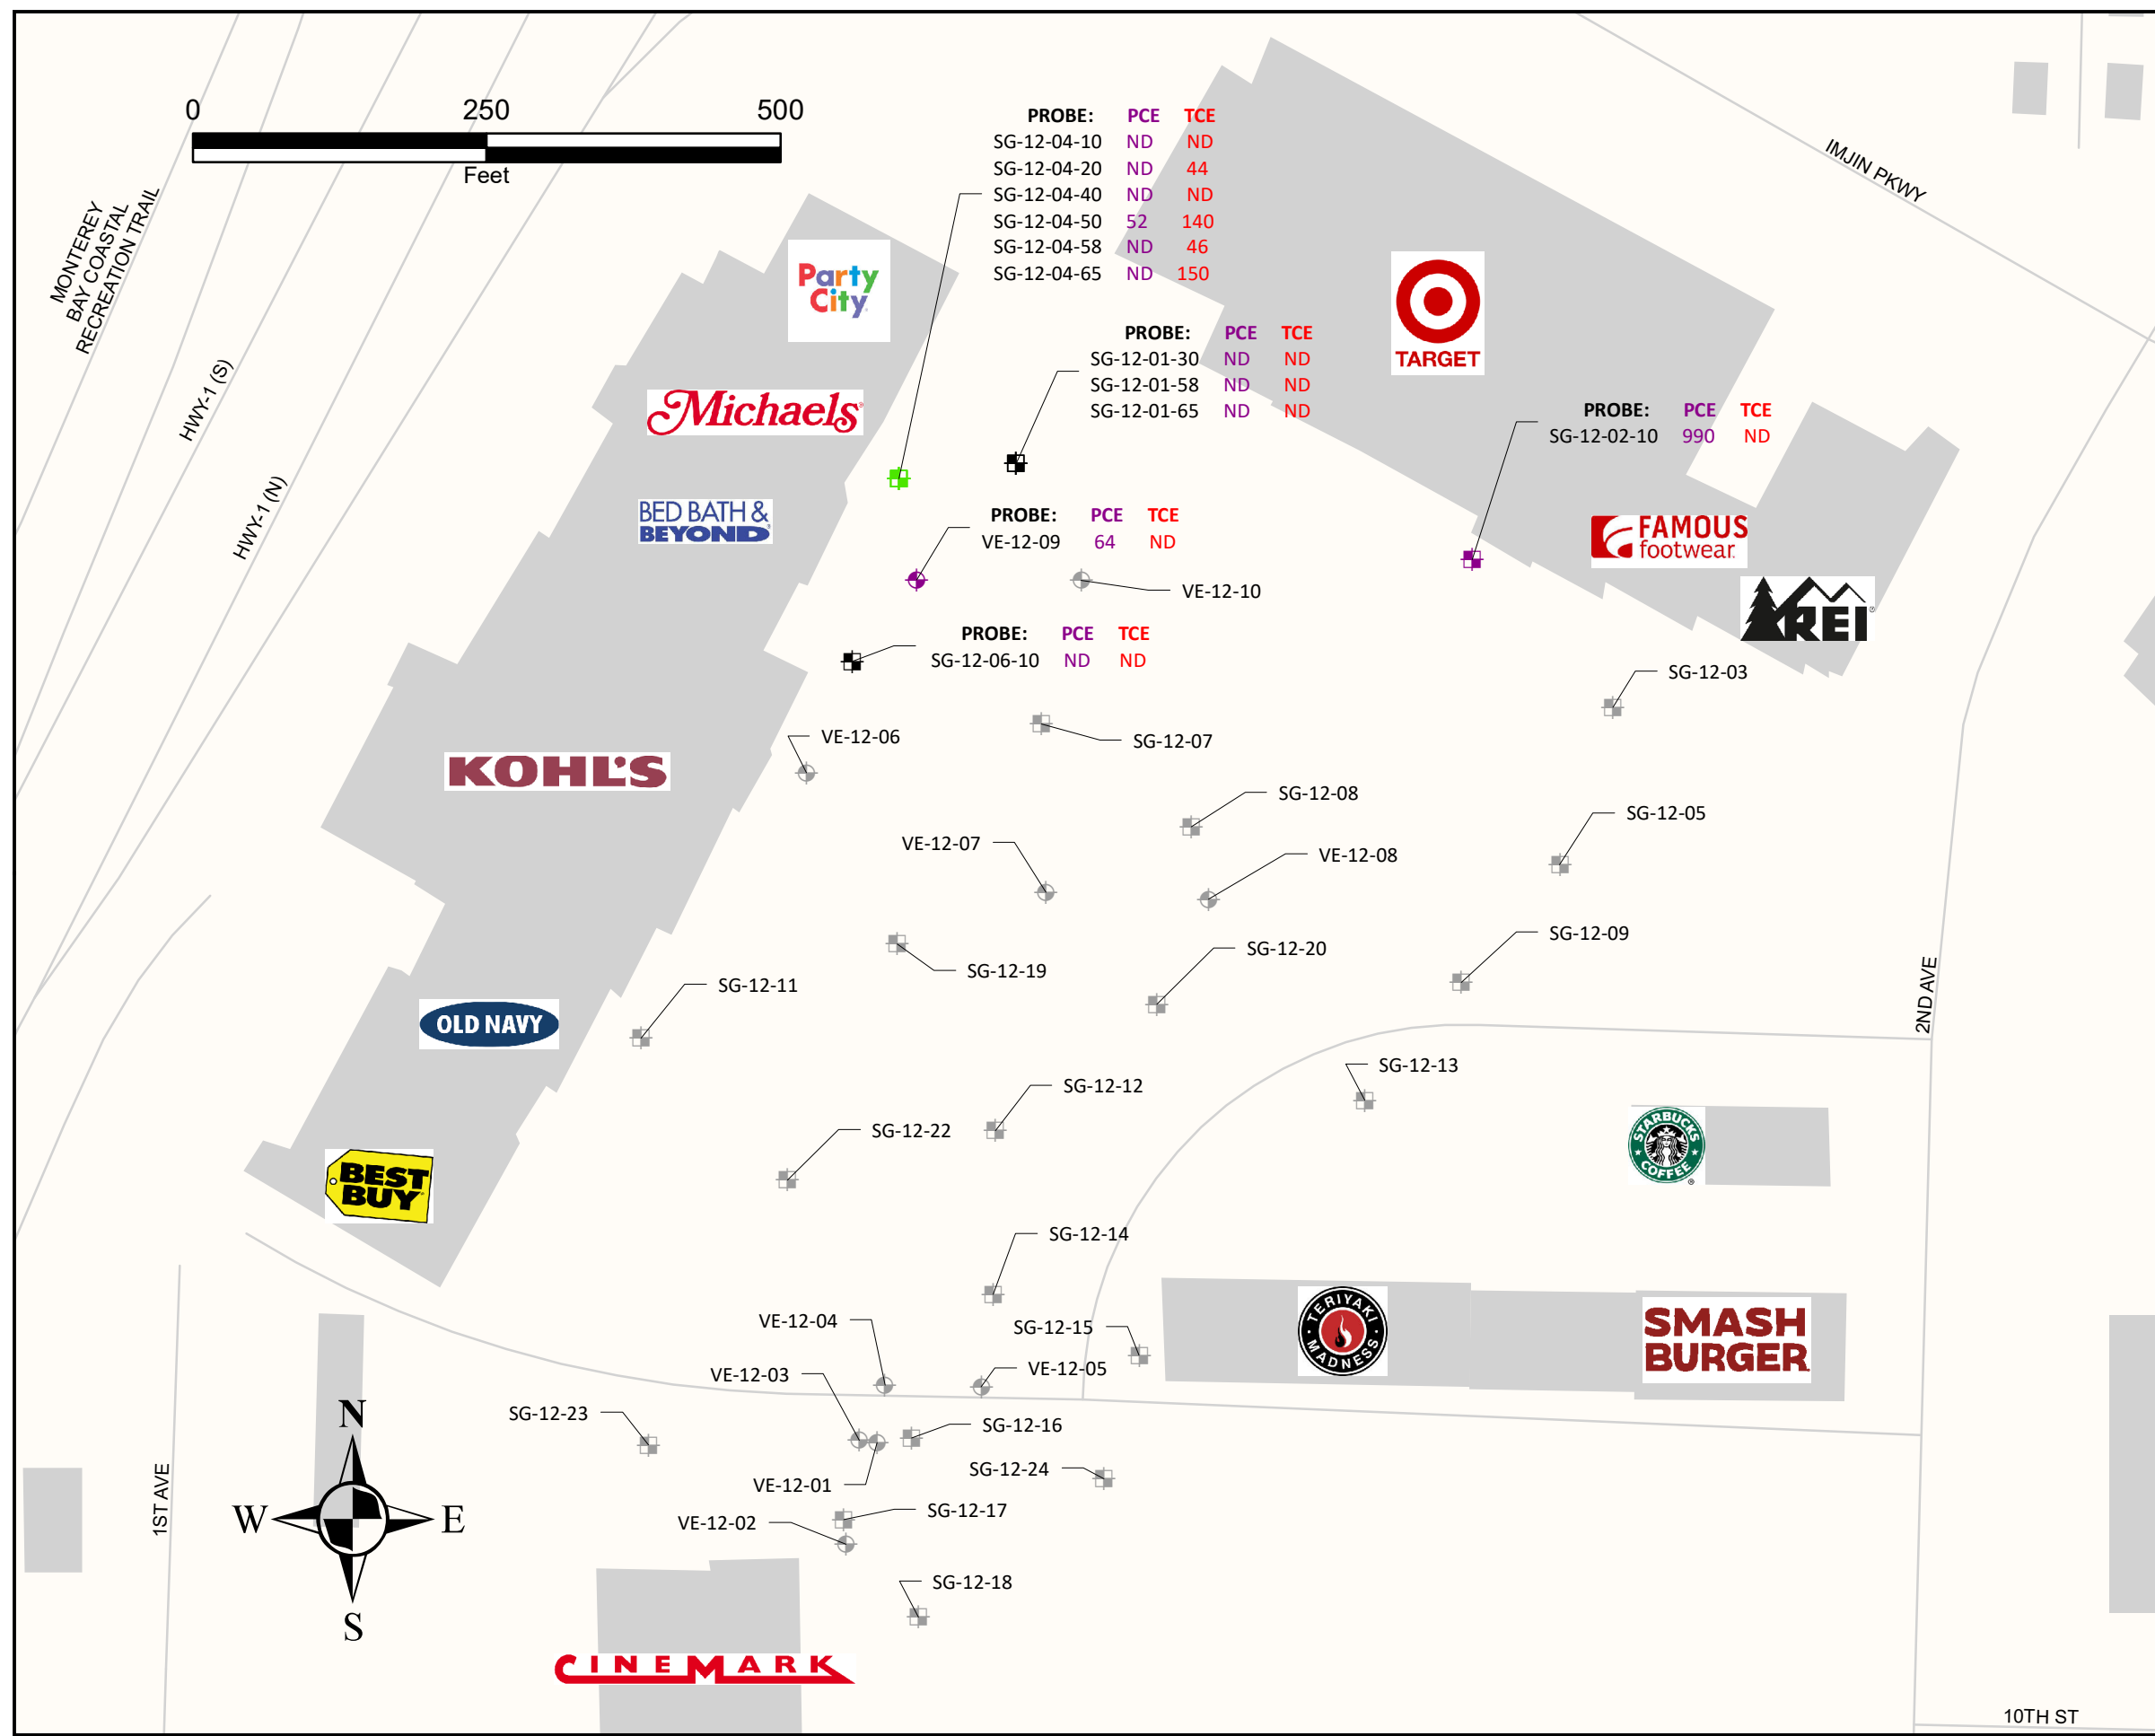 0 250 500
Feet
MONTEREY
BAY COASTAL
RECREATION TRAIL
HWY-1 (S)
HWY-1 (N)
IMJIN PKWY
PROBE: PCE TCE
SG-12-04-10 ND ND
SG-12-04-20 ND 44
SG-12-04-40 ND ND
SG-12-04-50 52 140
SG-12-04-58 ND 46
SG-12-04-65 ND 150
Party
City
TARGET
PROBE: PCE TCE
SG-12-01-30 ND ND
SG-12-01-58 ND ND
SG-12-01-65 ND ND
Michaels
PROBE: PCE TCE
SG-12-02-10 990 ND
BED BATH &
BEYOND
PROBE: PCE TCE
VE-12-09 64 ND
FAMOUS
footwear
VE-12-10
REI
PROBE: PCE TCE
SG-12-06-10 ND ND
SG-12-03
VE-12-06
SG-12-07
KOHL'S
SG-12-08
SG-12-05
VE-12-07
VE-12-08
SG-12-09
SG-12-20
SG-12-19
SG-12-11
2ND AVE
OLD NAVY
SG-12-13
SG-12-12
SG-12-22
STARBUCKS
COFFEE
BEST
BUY
SG-12-14
VE-12-04
SG-12-15
TERIYAKI
MADNESS
SMASH
BURGER
VE-12-03
VE-12-05
SG-12-23
SG-12-16
SG-12-24
VE-12-01
SG-12-17
VE-12-02
SG-12-18
1ST AVE
N
W E
S
CINEMARK
10TH ST